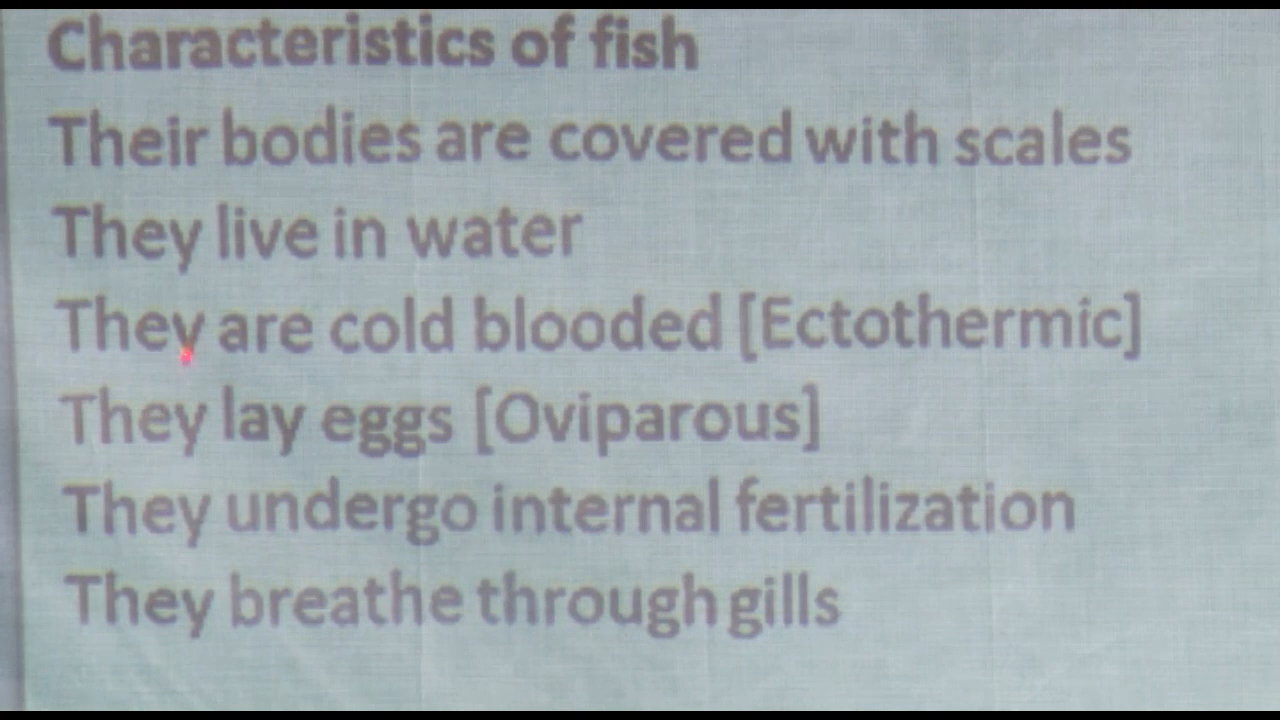 Characteristics of fish
Their bodies are covered with scales
They live in water
They are cold blooded [Ectothermic]
They lay eggs [Oviparous]
They undergo internal fertilization
They breathe through gills